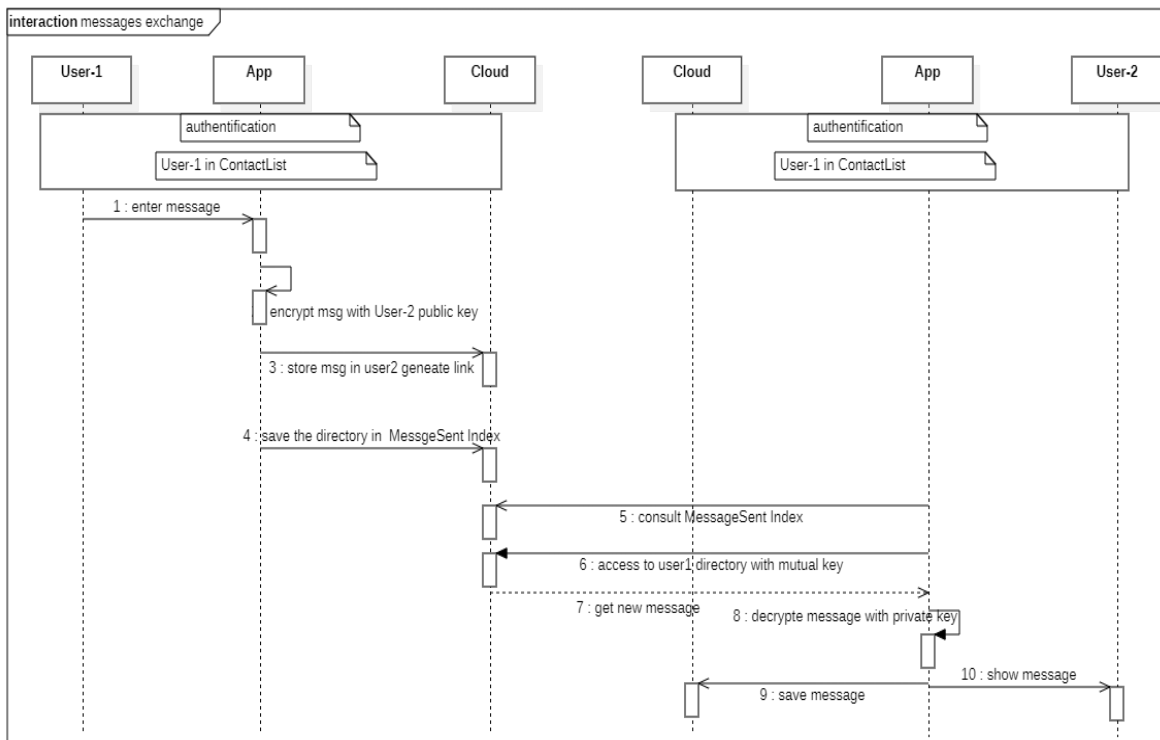 interaction messages exchange
User-1
App
Cloud
Cloud
App
User-2
authentification
authentification
User-1 in ContactList
User-1 in ContactList
1 : enter message
encrypt msg with User-2 public key
3 : store msg in user2 geneate link
4 : save the directory in MessgeSent Index
5 : consult MessageSent Index
6 : access to user1 directory with mutual key
7 : get new message
8 : decrypte message with private key
10 : show message
9 : save message